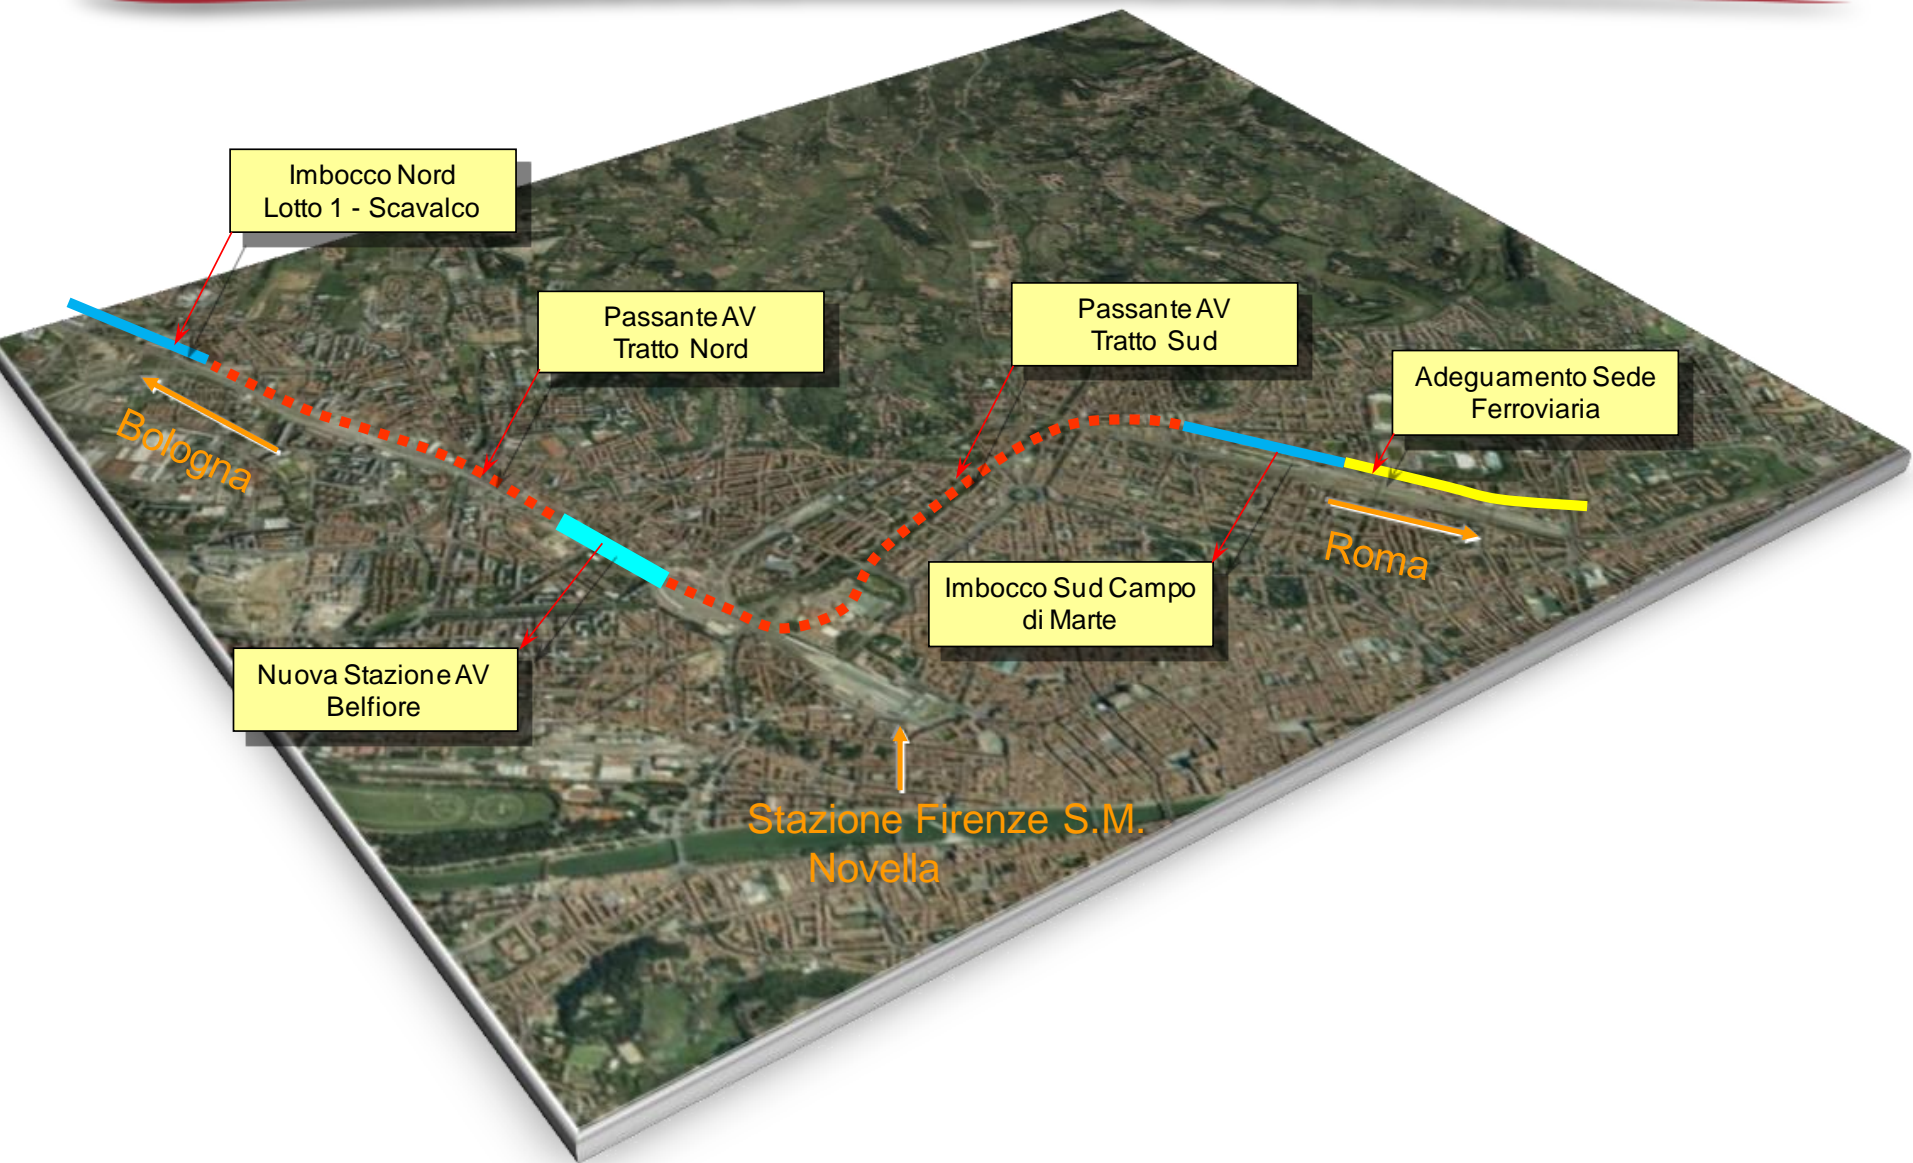 Imbocco Nord
Lotto 1 - Scavalco
Passante AV
Tratto Nord
Passante AV
Tratto Sud
Adeguamento Sede
Ferroviaria
Bologna
Roma
Imbocco Sud Campo
di Marte
Nuova Stazione AV
Belfiore
Stazione Firenze S.M.
Novella